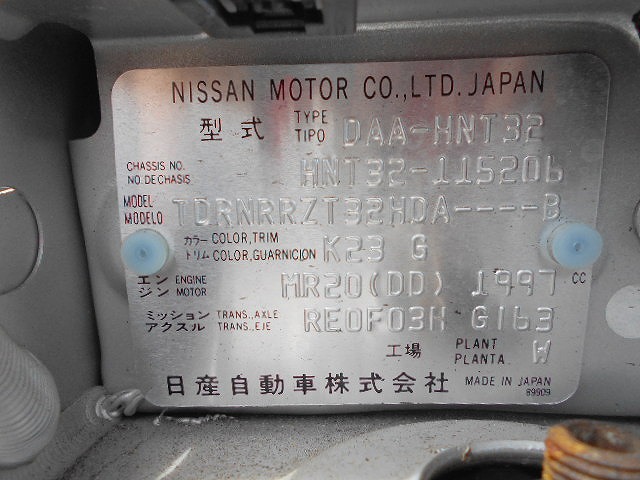 NISSAN MOTOR CO.,LTD. JAPAN
型式 TYPE TIPO DAA-HNT32
CHASSIS NO. NO.DE CHASIS HNT32-115206
MODEL MODELO TDRNRRZT32HDA----B
カラー COLOR,TRIM トリム COLOR,GUARNICION K23 G
エンジン ENGINE MOTOR MR20(DD) 1997 CC
ミッション TRANS.,AXLE アクスル TRANS.,EJE RE0F03H G163
工場 PLANT PLANTA W
日産自動車株式会社 MADE IN JAPAN
89909